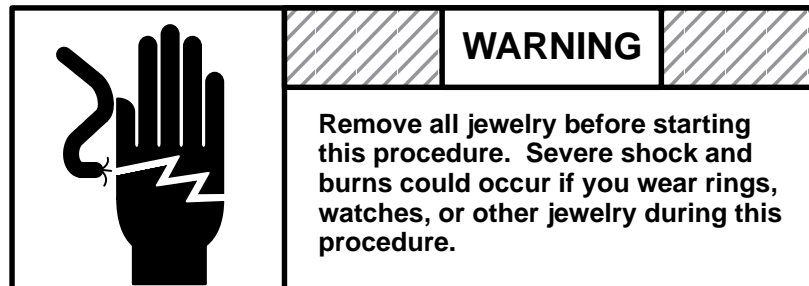 WARNING
Remove all jewelry before starting
this procedure.  Severe shock and
burns could occur if you wear rings,
watches, or other jewelry during this
procedure.